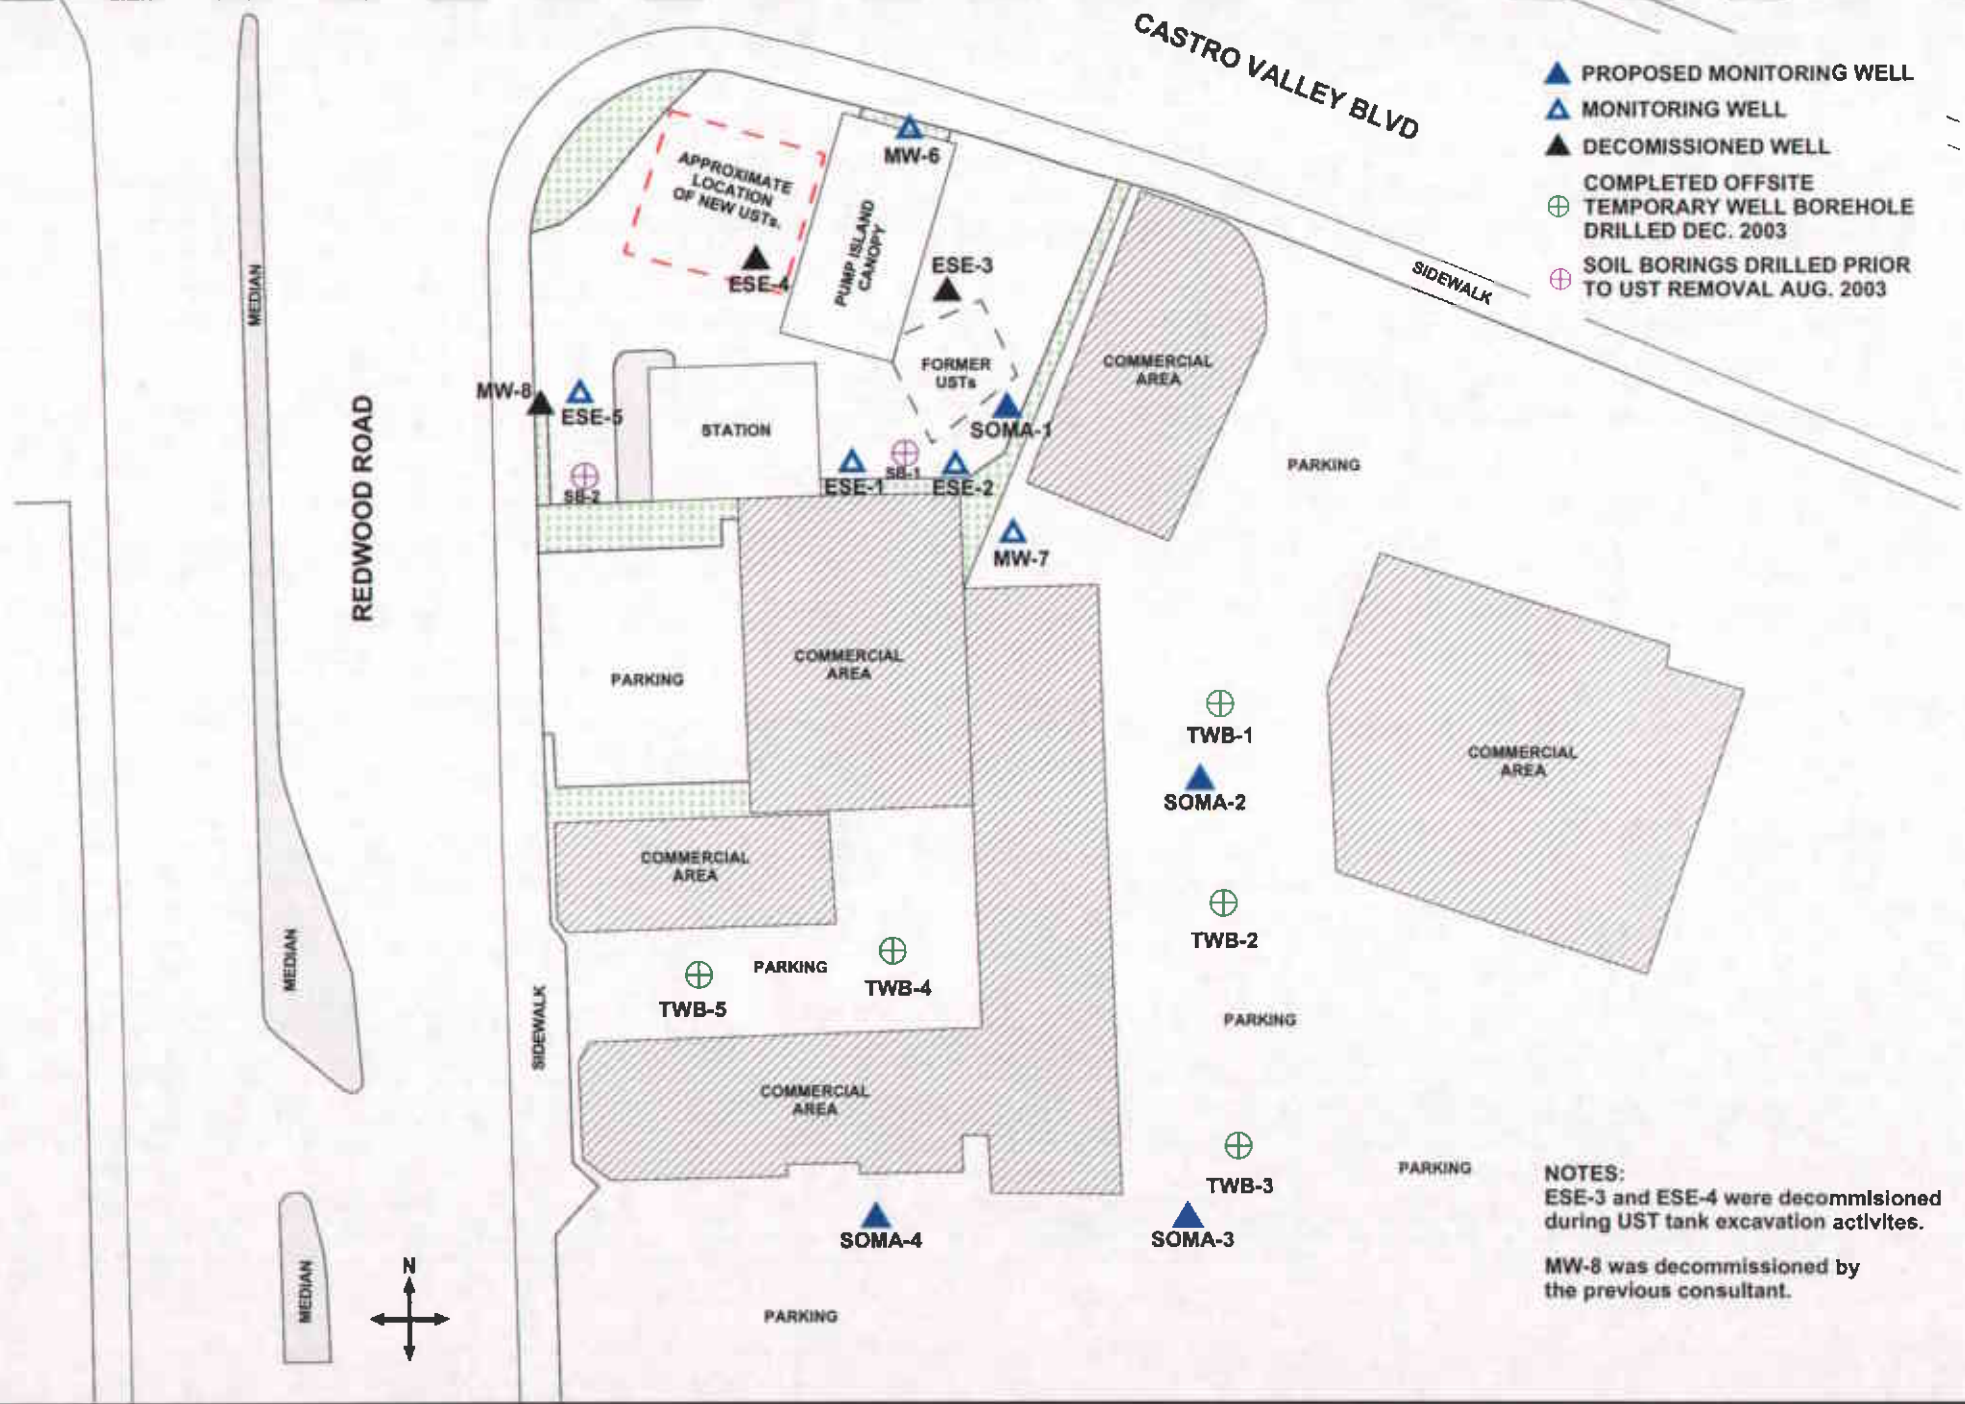 CASTRO VALLEY BLVD
PROPOSED MONITORING WELL
MONITORING WELL
DECOMISSIONED WELL
COMPLETED OFFSITE
TEMPORARY WELL BOREHOLE
DRILLED DEC. 2003
SOIL BORINGS DRILLED PRIOR
TO UST REMOVAL AUG. 2003
MW-6
APPROXIMATE
LOCATION
OF NEW USTs.
PUMP ISLAND
CANOPY
ESE-4
ESE-3
SIDEWALK
MEDIAN
FORMER
USTs
COMMERCIAL
AREA
MW-8
ESE-5
STATION
SOMA-1
REDWOOD ROAD
PARKING
SB-2
ESE-1
SB-1
ESE-2
MW-7
PARKING
COMMERCIAL
AREA
TWB-1
COMMERCIAL
AREA
SOMA-2
COMMERCIAL
AREA
TWB-2
MEDIAN
PARKING
TWB-4
TWB-5
SIDEWALK
PARKING
COMMERCIAL
AREA
TWB-3
PARKING
SOMA-4
SOMA-3
N
MEDIAN
PARKING
NOTES:
ESE-3 and ESE-4 were decommisioned
during UST tank excavation activites.
MW-8 was decommissioned by
the previous consultant.